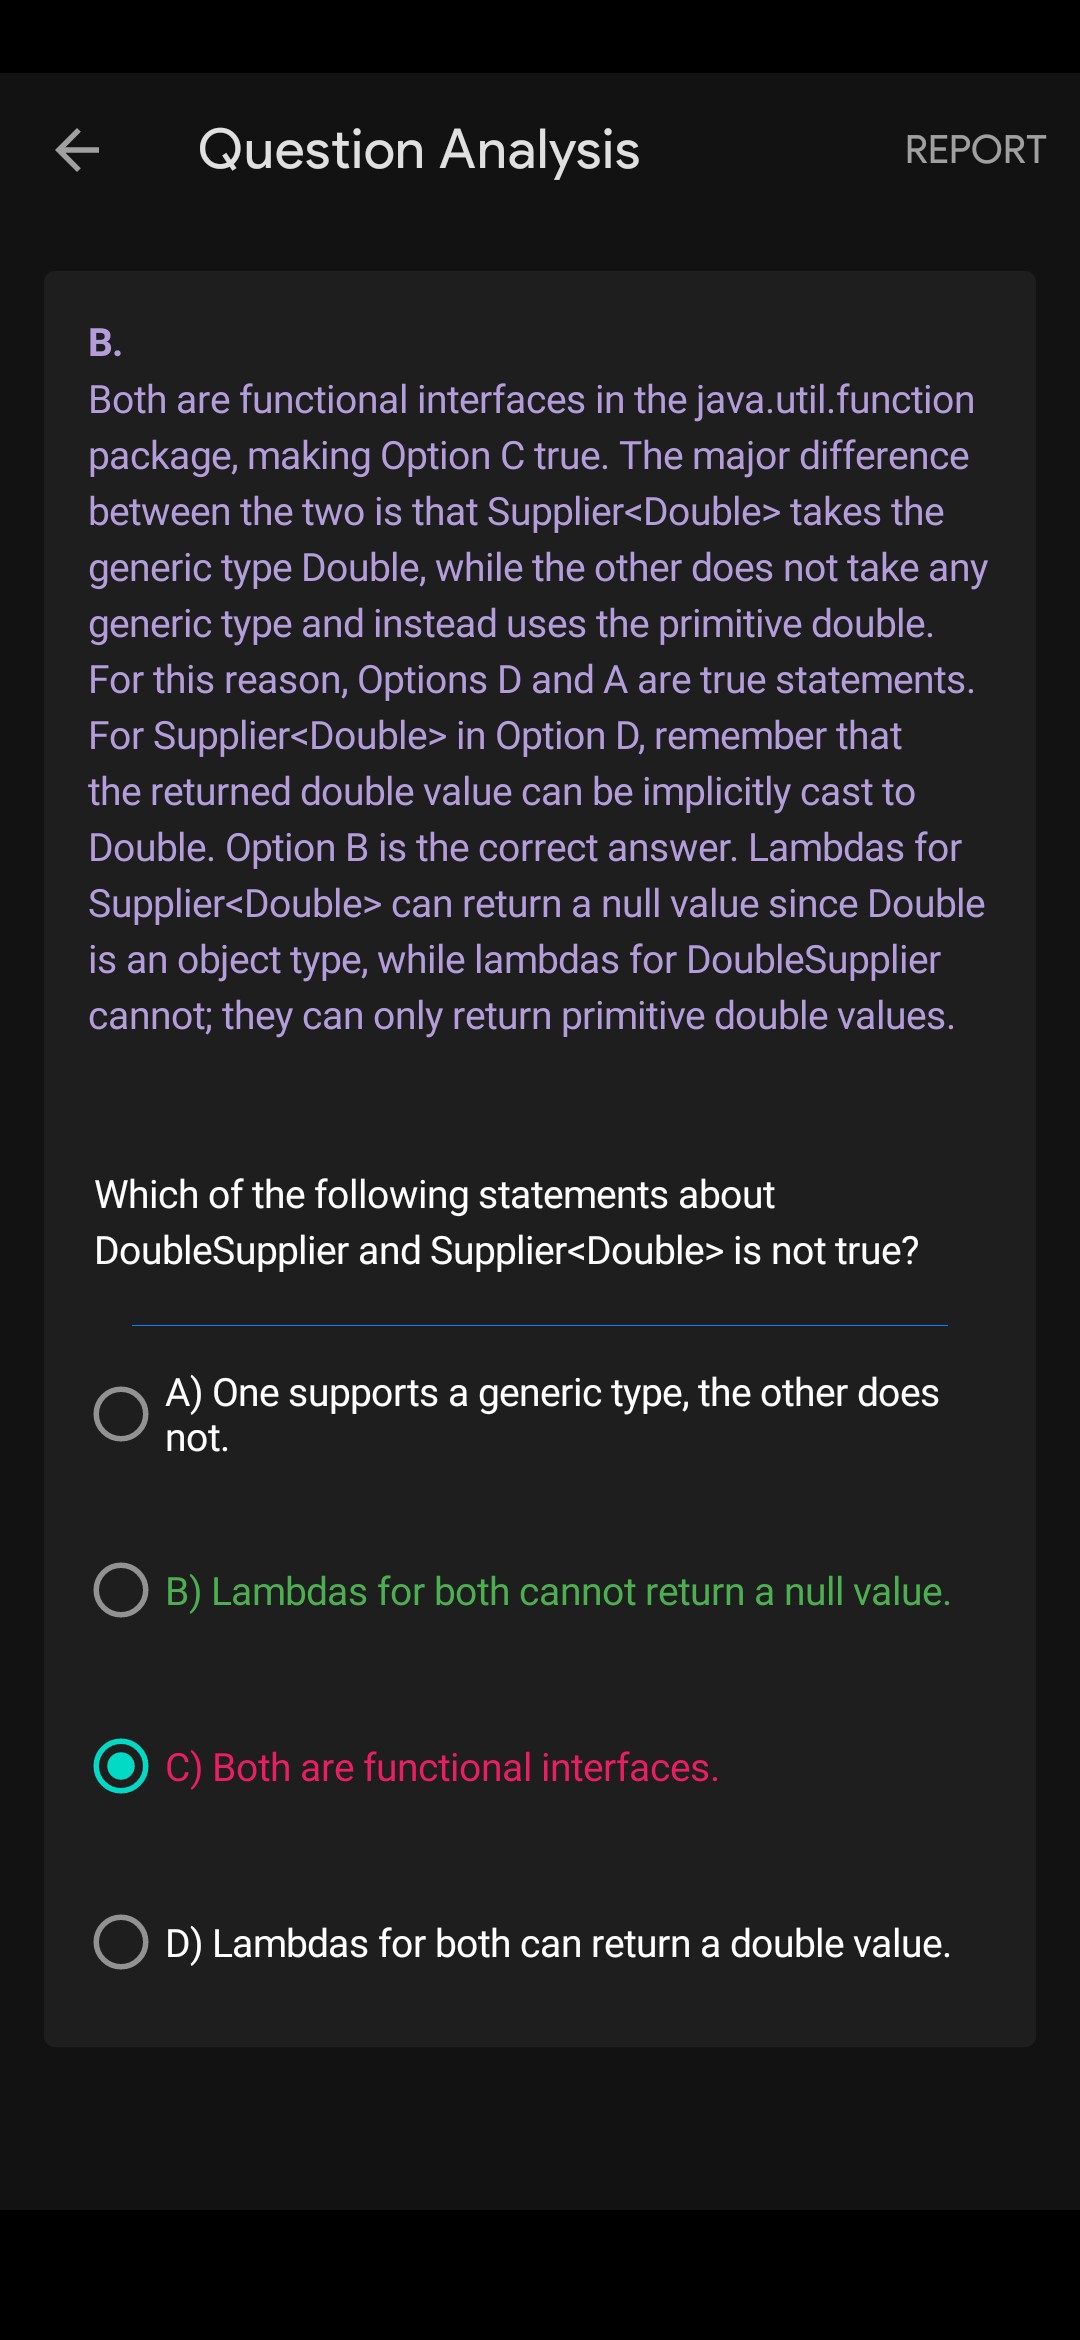 Question Analysis
REPORT
B.
Both are functional interfaces in the java.util.function
package, making Option C true. The major difference
between the two is that Supplier<Double> takes the
generic type Double, while the other does not take any
generic type and instead uses the primitive double.
For this reason, Options D and A are true statements.
For Supplier<Double> in Option D, remember that
the returned double value can be implicitly cast to
Double. Option B is the correct answer. Lambdas for
Supplier<Double> can return a null value since Double
is an object type, while lambdas for DoubleSupplier
cannot; they can only return primitive double values.
Which of the following statements about
DoubleSupplier and Supplier<Double> is not true?
A) One supports a generic type, the other does
not.
B) Lambdas for both cannot return a null value.
C) Both are functional interfaces.
D) Lambdas for both can return a double value.